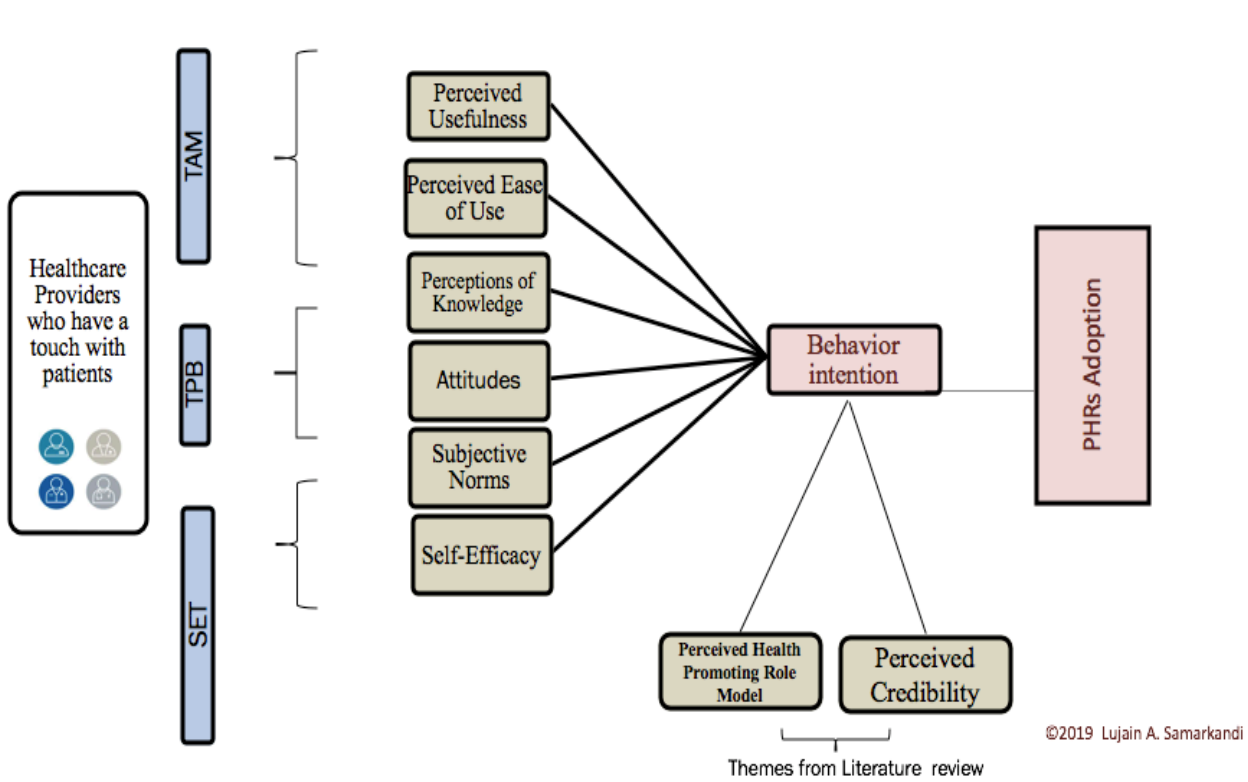 Healthcare
Providers
who have a
touch with
patients
TAM
TPB
SET
Perceived
Usefulness
Perceived Ease
of Use
Perceptions of
Knowledge
Attitudes
Subjective
Norms
Self-Efficacy
Behavior
intention
PHRs Adoption
Perceived Health
Promoting Role
Model
Perceived
Credibility
Themes from Literature review
©2019 Lujain A. Samarkandi